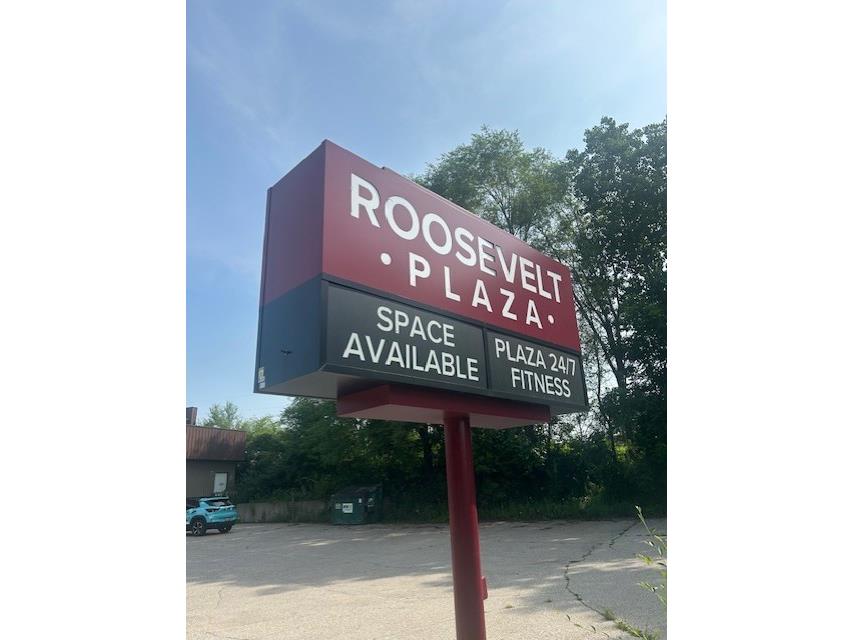 ROOSEVELT
• PLAZA •
SPACE
AVAILABLE
PLAZA 24/7
FITNESS